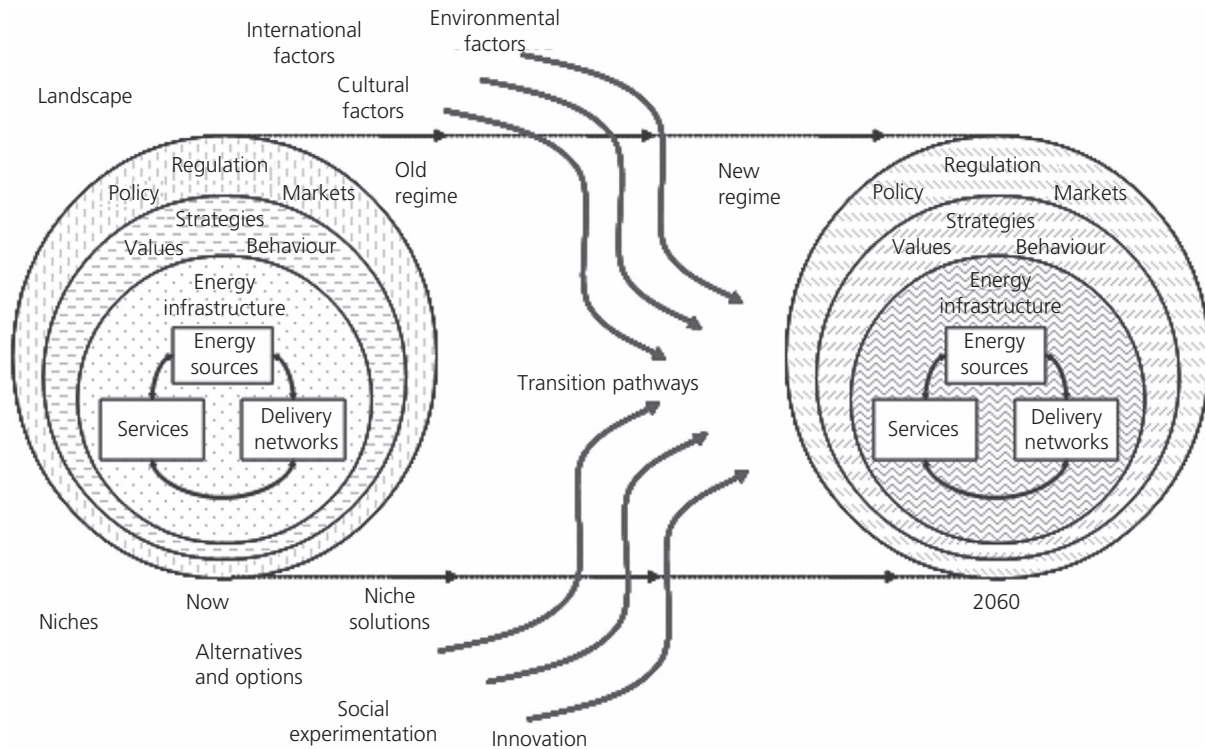 Environmental
factors
International
factors
Cultural
factors
Landscape
Regulation
Policy
Markets
Strategies
Values
Behaviour
Energy
infrastructure
Energy
sources
Services
Delivery
networks
Old
regime
New
regime
Transition pathways
Regulation
Policy
Markets
Strategies
Values
Behaviour
Energy
infrastructure
Energy
sources
Services
Delivery
networks
Now
2060
Niches
Niche
solutions
Alternatives
and options
Social
experimentation
Innovation